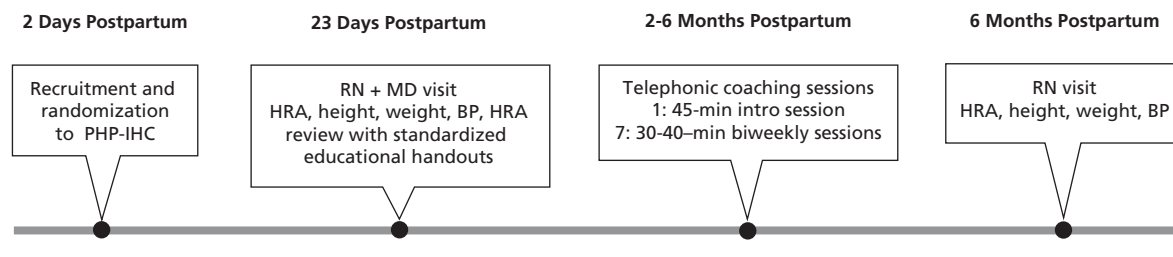 2 Days Postpartum
23 Days Postpartum
2-6 Months Postpartum
6 Months Postpartum
Recruitment and
randomization
to PHP-IHC
RN + MD visit
HRA, height, weight, BP, HRA
review with standardized
educational handouts
Telephonic coaching sessions
1: 45-min intro session
7: 30-40–min biweekly sessions
RN visit
HRA, height, weight, BP